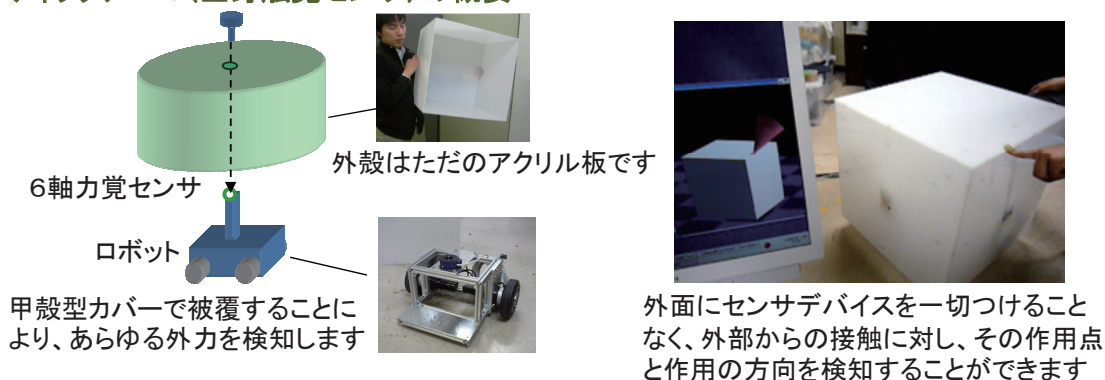 外殻はただのアクリル板です
6軸力覚センサ
ロボット
甲殻型カバーで被覆することに
より、あらゆる外力を検知します
外面にセンサデバイスを一切つけること
なく、外部からの接触に対し、その作用点
と作用の方向を検知することができます